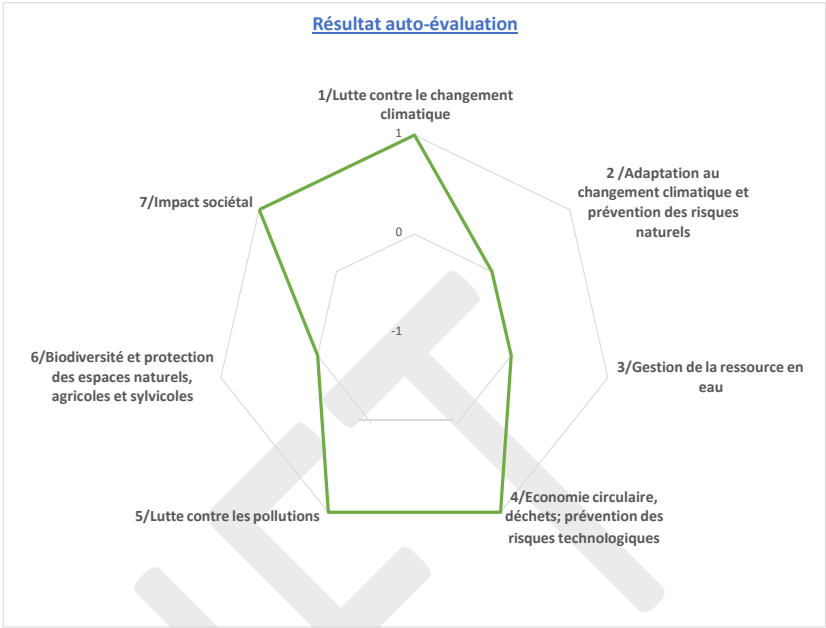 Résultat auto-évaluation
1/Lutte contre le changement
climatique
1
2 /Adaptation au
changement climatique et
prévention des risques
naturels
7/Impact sociétal
0
-1
6/Biodiversité et protection
des espaces naturels,
agricoles et sylvicoles
3/Gestion de la ressource en
eau
5/Lutte contre les pollutions
4/Economie circulaire,
déchets; prévention des
risques technologiques